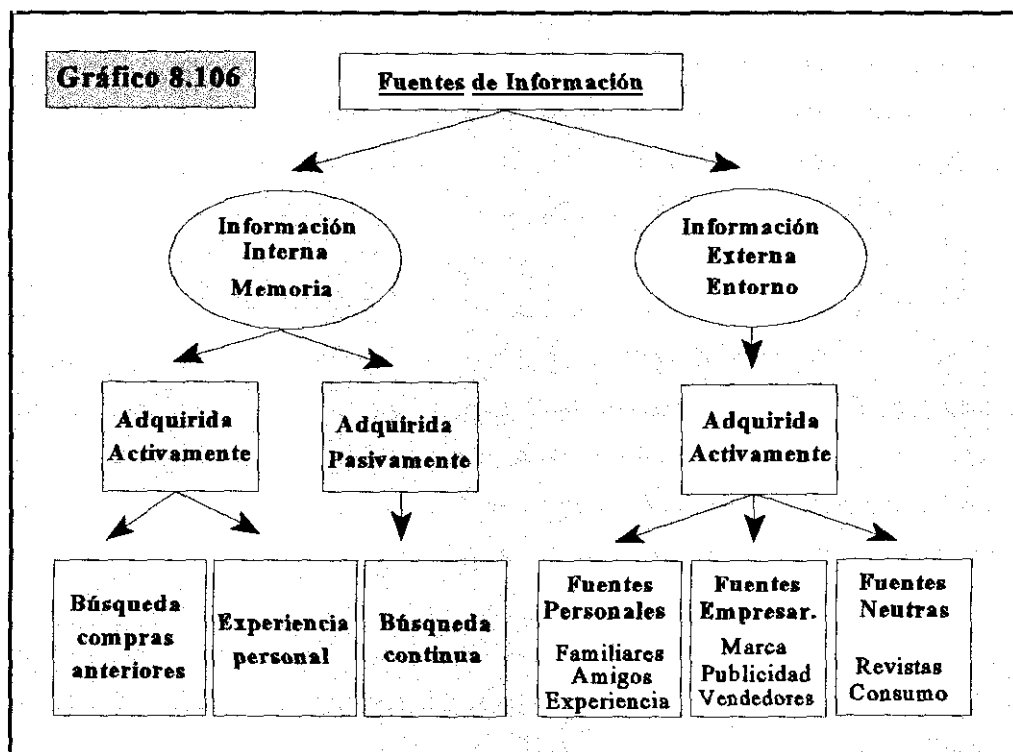 Gráfico 8.106
Fuentes de Información
Información
Interna
Memoria
Información
Externa
Entorno
Adquirida
Activamente
Adquirida
Pasivamente
Adquirida
Activamente
Búsqueda
compras
anteriores
Experiencia
personal
Búsqueda
continua
Fuentes
Personales
Familiares
Amigos
Experiencia
Fuentes
Empresar.
Marca
Publicidad
Vendedores
Fuentes
Neutras
Revistas
Consumo